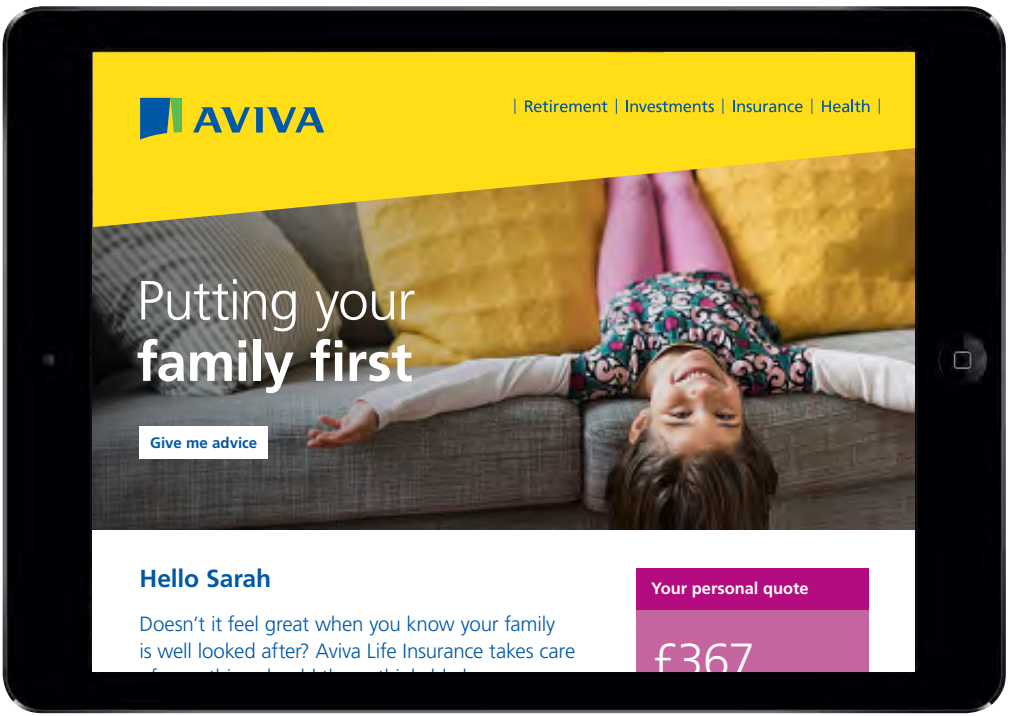 AVIVA
| Retirement | Investments | Insurance | Health |
Putting your
family first
Give me advice
Hello Sarah
Doesn't it feel great when you know your family
is well looked after? Aviva Life Insurance takes care
Your personal quote
£367